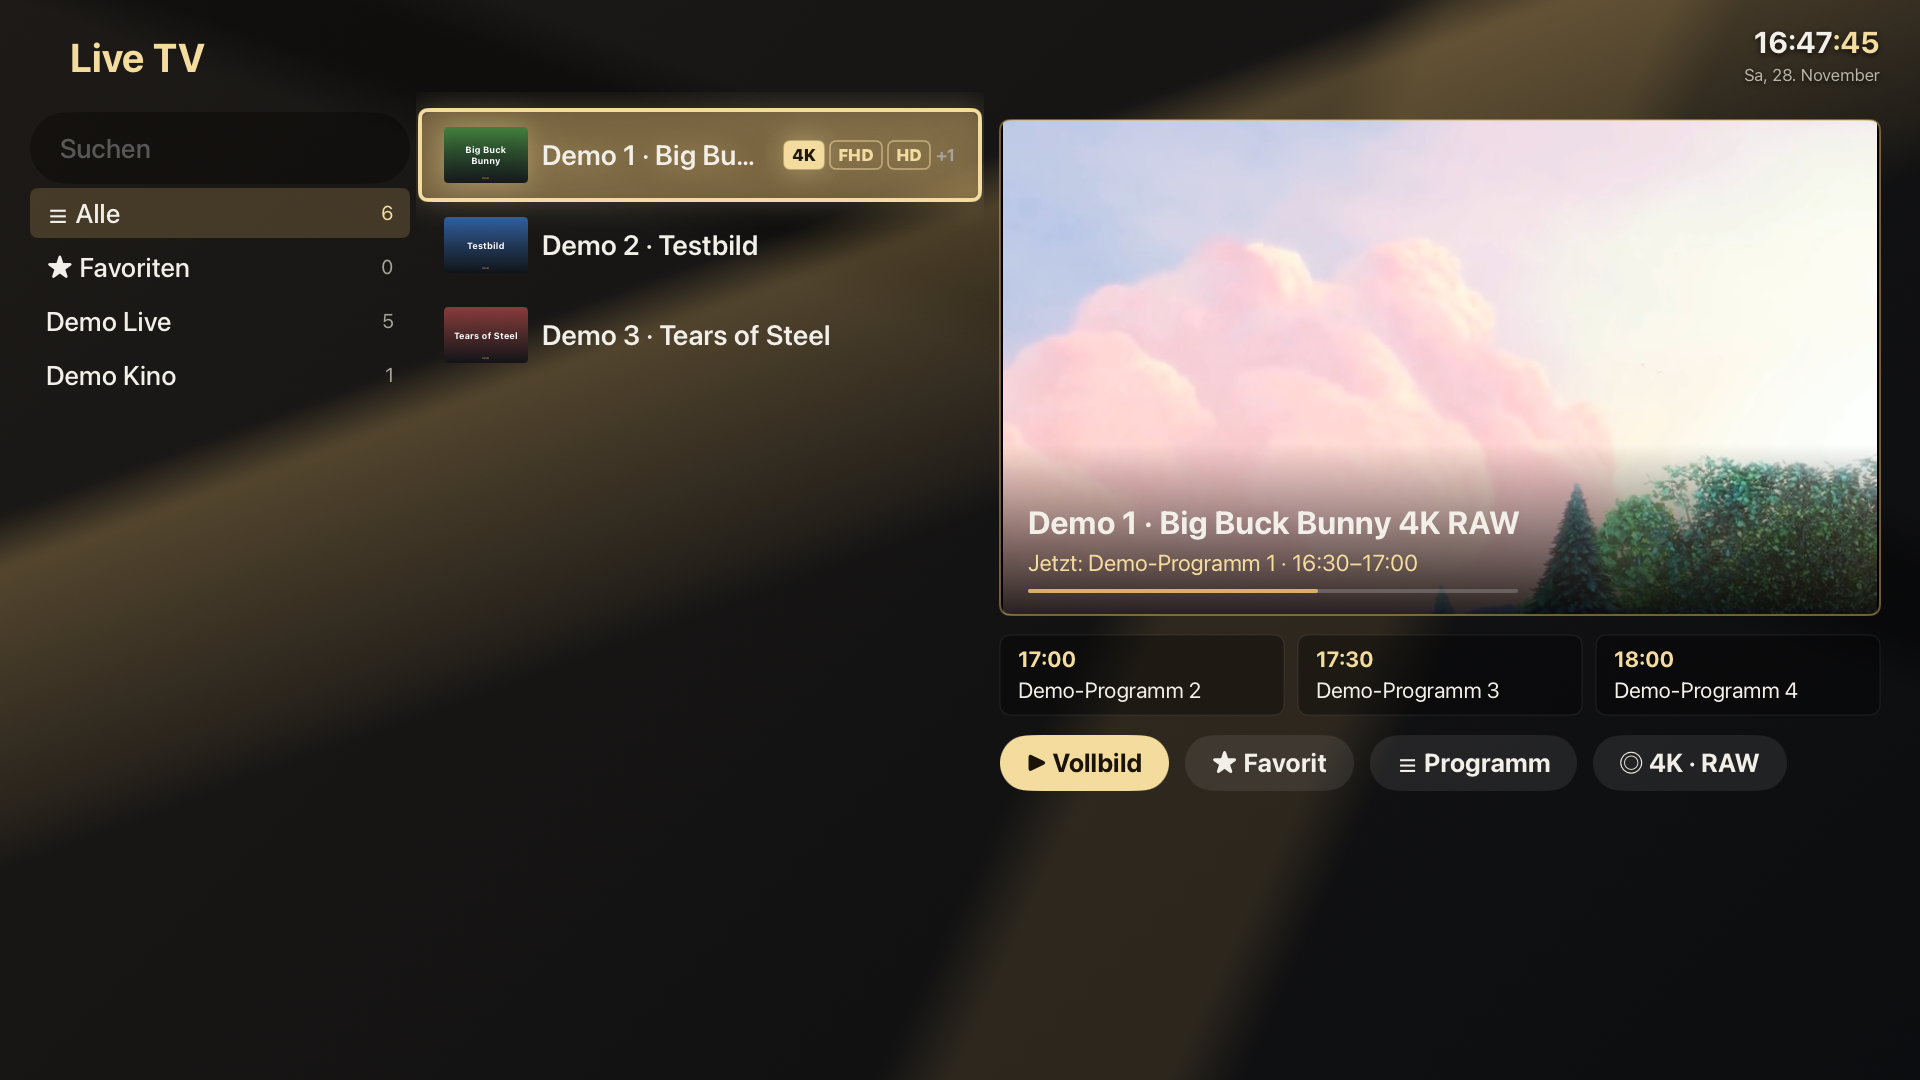 Live TV
16:47:45
Sa, 28. November
Suchen
Alle 6
Favoriten 0
Demo Live 5
Demo Kino 1
Big Buck
Bunny
Demo 1 · Big Bu... 4K FHD HD +1
Testbild
Demo 2 · Testbild
Tears of Steel
Demo 3 · Tears of Steel
Demo 1 · Big Buck Bunny 4K RAW
Jetzt: Demo-Programm 1 · 16:30–17:00
17:00
Demo-Programm 2
17:30
Demo-Programm 3
18:00
Demo-Programm 4
Vollbild
Favorit
Programm
4K · RAW